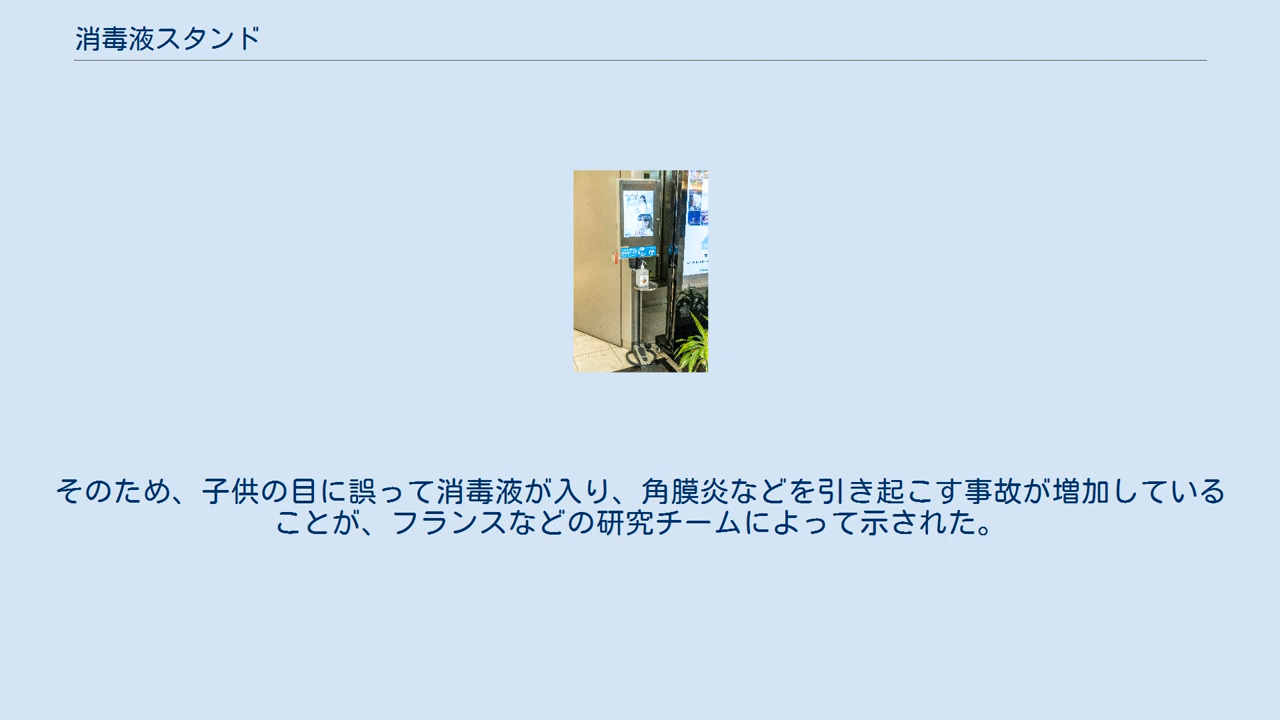 消毒液スタンド
そのため、子供の目に誤って消毒液が入り、角膜炎などを引き起こす事故が増加している
ことが、フランスなどの研究チームによって示された。